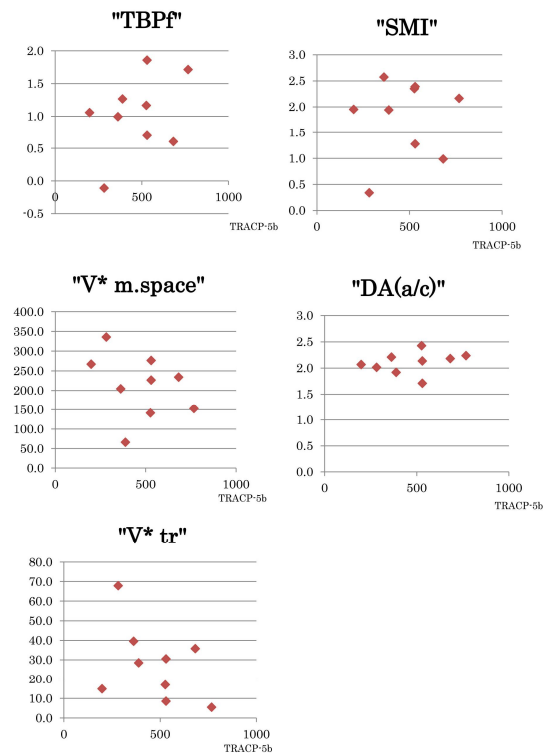 "TBPf"
2.0
1.5
1.0
0.5
0.0
-0.5
0 500 1000
TRACP-5b
"SMI"
3.0
2.5
2.0
1.5
1.0
0.5
0.0
0 500 1000
TRACP-5b
"V* m.space"
400.0
350.0
300.0
250.0
200.0
150.0
100.0
50.0
0.0
0 500 1000
TRACP-5b
"DA(a/c)"
3.0
2.5
2.0
1.5
1.0
0.5
0.0
0 500 1000
TRACP-5b
"V* tr"
80.0
70.0
60.0
50.0
40.0
30.0
20.0
10.0
0.0
0 500 1000
TRACP-5b